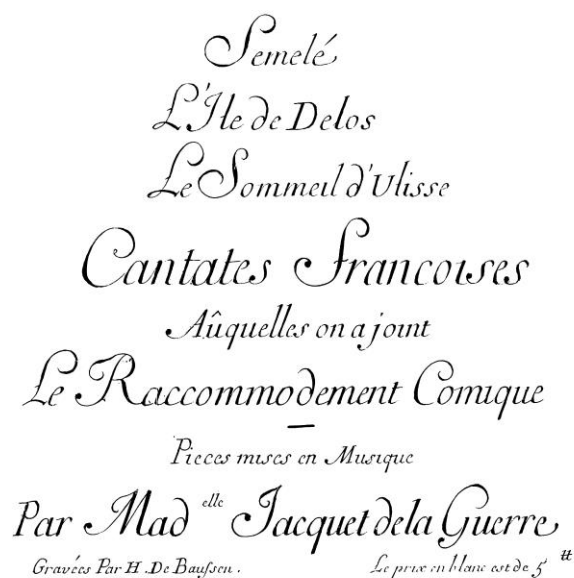 Semelé
L'Ile de Delos
Le Sommeil d'Ulisse
Cantates Francoises
Aûquelles on a joint
Le Raccommodement Comique
Pieces mises en Musique
Par Mad elle Jacquet de la Guerre
Gravées Par H. De Baussen. Le prix en blanc est de 5 tt